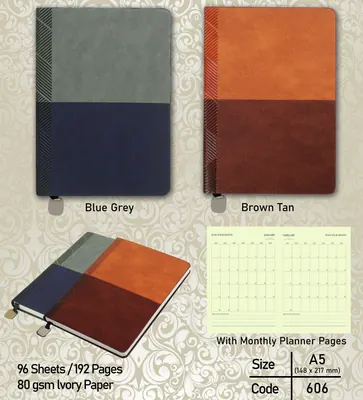 Blue Grey
Brown Tan
With Monthly Planner Pages
96 Sheets / 192 Pages
80 gsm Ivory Paper
Size
A5
(148 x 217 mm)
Code
606